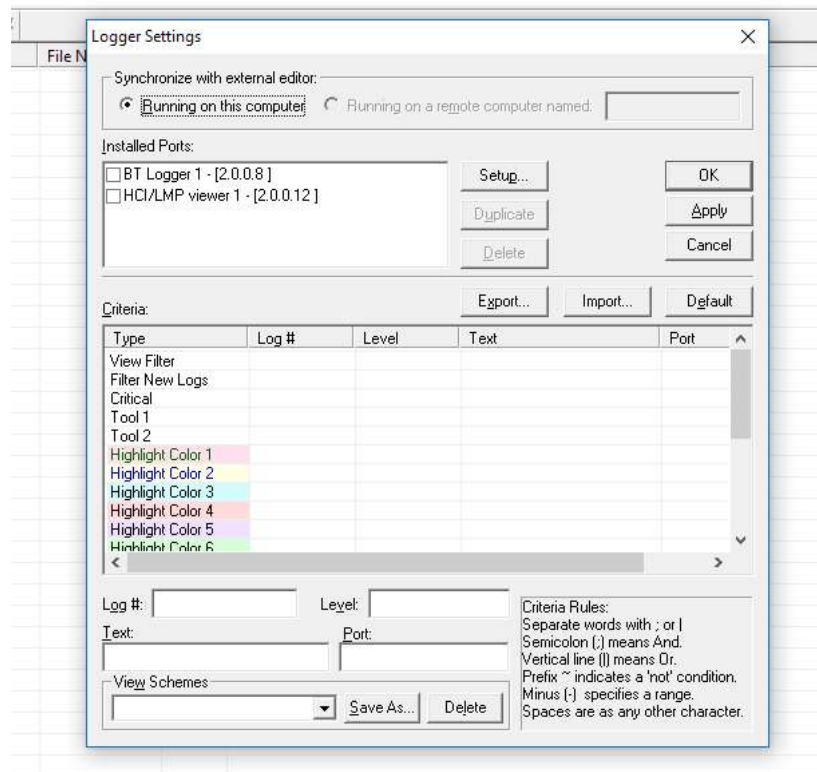 File N
Logger Settings
Synchronize with external editor:
Running on this computer
Running on a remote computer named:
Installed Ports:
BT Logger 1 - [2.0.0.8 ]
HCI/LMP viewer 1 - [2.0.0.12 ]
Setup...
Duplicate
Delete
OK
Apply
Cancel
Criteria:
Export...
Import...
Default
Type Log # Level Text Port
View Filter
Filter New Logs
Critical
Tool 1
Tool 2
Highlight Color 1
Highlight Color 2
Highlight Color 3
Highlight Color 4
Highlight Color 5
Highlight Color 6
Log #:
Level:
Text:
Port:
View Schemes
Save As...
Delete
Criteria Rules:
Separate words with ; or |
Semicolon (;) means And.
Vertical line (|) means Or.
Prefix ~ indicates a 'not' condition.
Minus (-) specifies a range.
Spaces are as any other character.